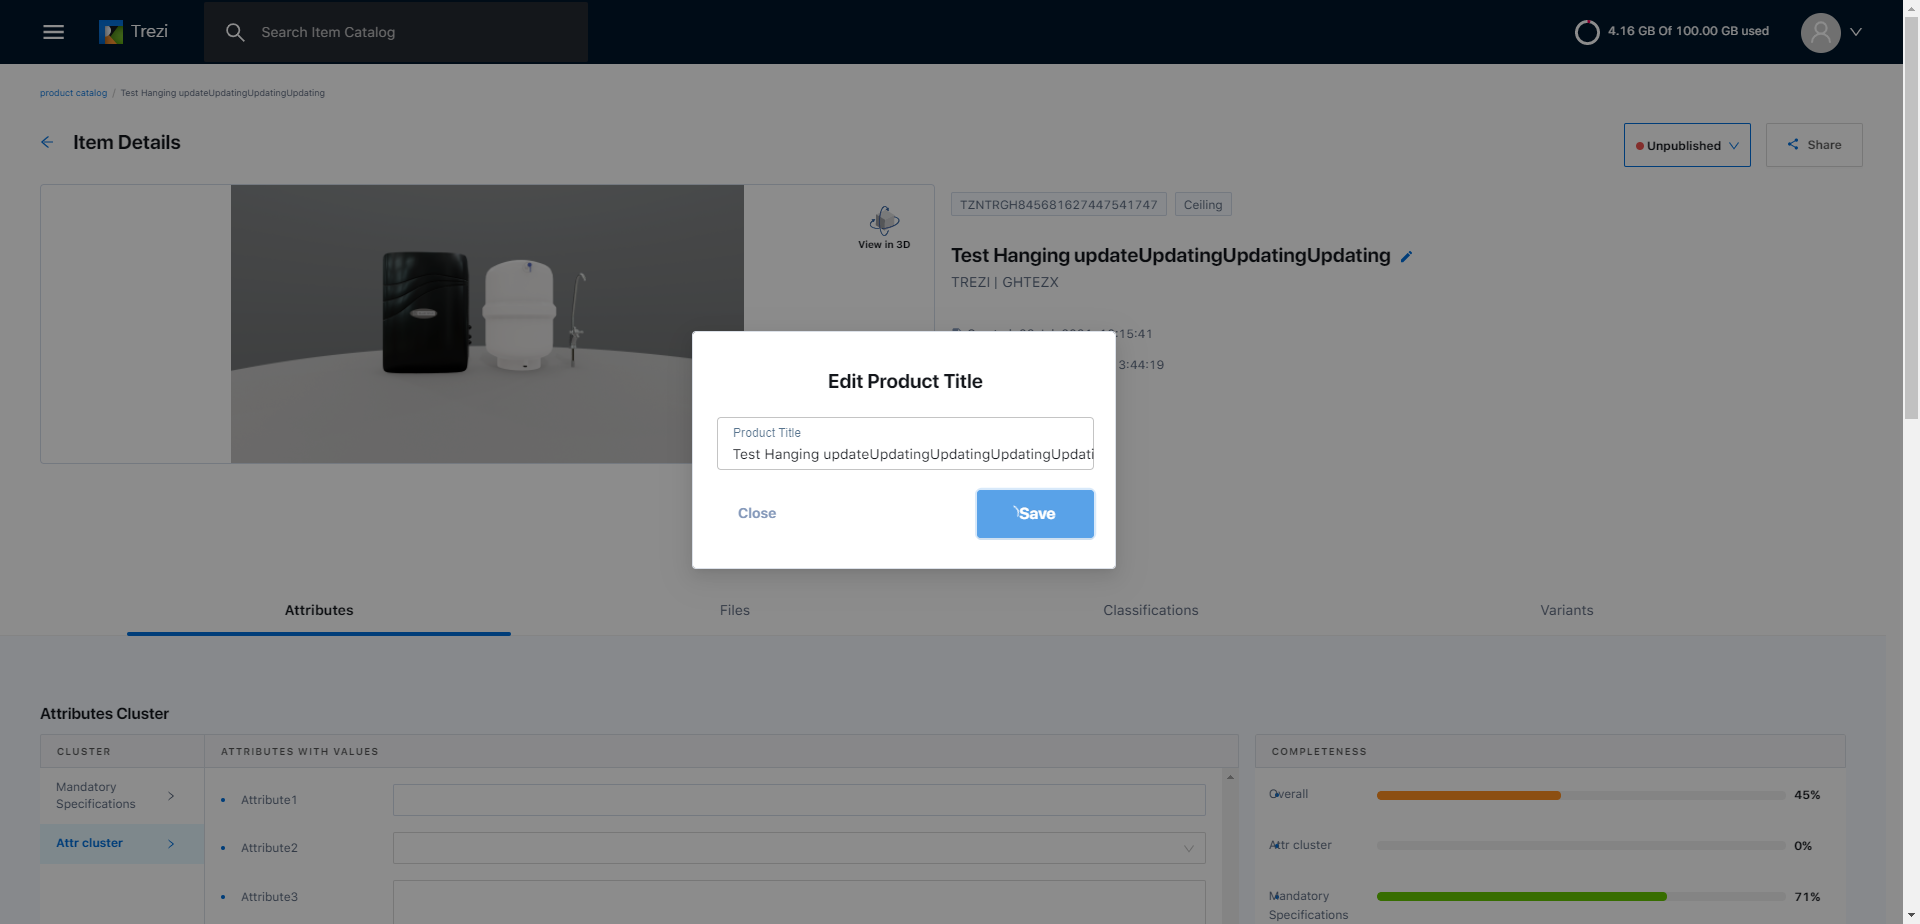 Trezi
Search Item Catalog
4.16 GB Of 100.00 GB used
product catalog / Test Hanging updateUpdatingUpdatingUpdating
Item Details
Unpublished
Share
View in 3D
TZNTRGH845681627447541747
Ceiling
Test Hanging updateUpdatingUpdatingUpdating
TREZI | GHTEZX
:15:41
3:44:19
Edit Product Title
Product Title
Test Hanging updateUpdatingUpdatingUpdatingUpdati
Close
Save
Attributes
Files
Classifications
Variants
Attributes Cluster
CLUSTER
ATTRIBUTES WITH VALUES
COMPLETENESS
Mandatory
Specifications
Attr cluster
Attribute1
Attribute2
Attribute3
Overall
45%
Attr cluster
0%
Mandatory
Specifications
71%